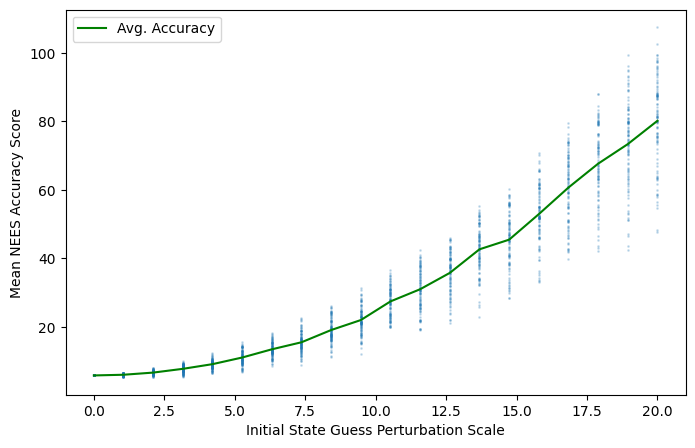 Avg. Accuracy
Mean NEES Accuracy Score
100
80
60
40
20
0.0 2.5 5.0 7.5 10.0 12.5 15.0 17.5 20.0
Initial State Guess Perturbation Scale